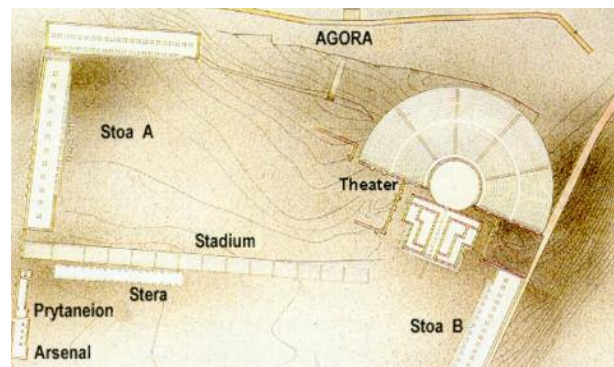 AGORA
Stoa A
Theater
Stadium
Stera
Prytaneion
Stoa B
Arsenal